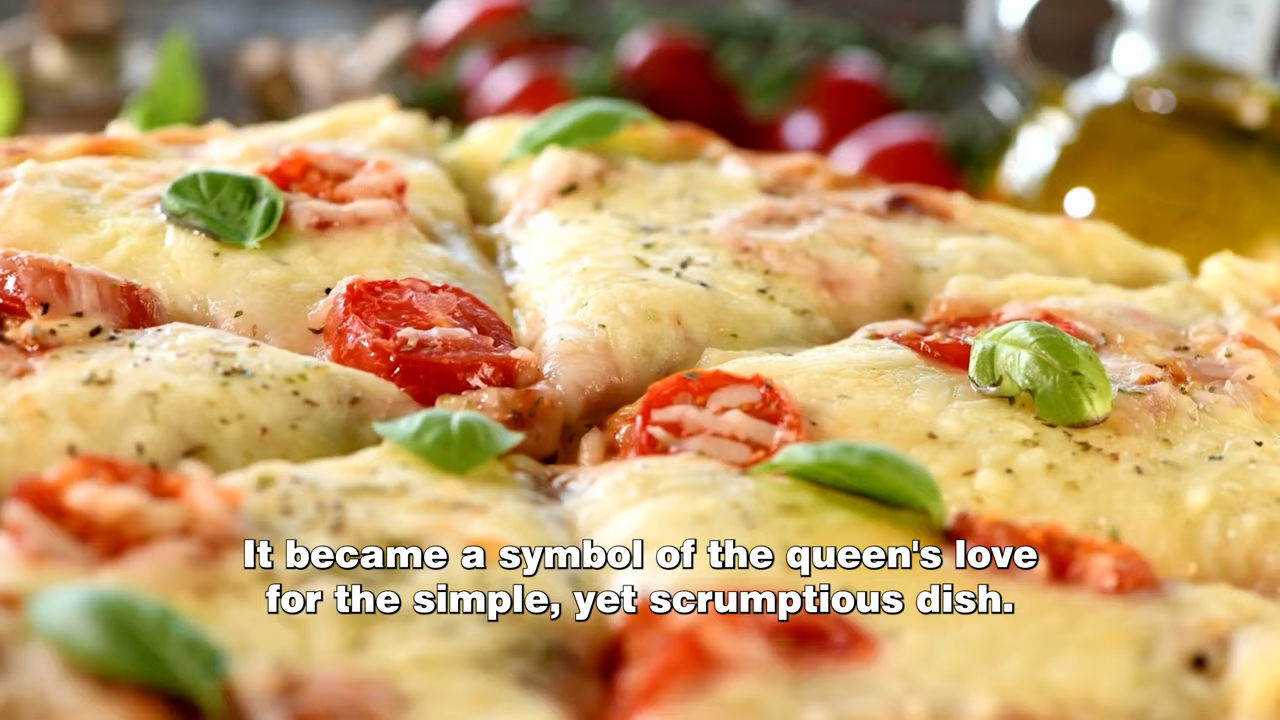 It became a symbol of the queen's love
for the simple, yet scrumptious dish.